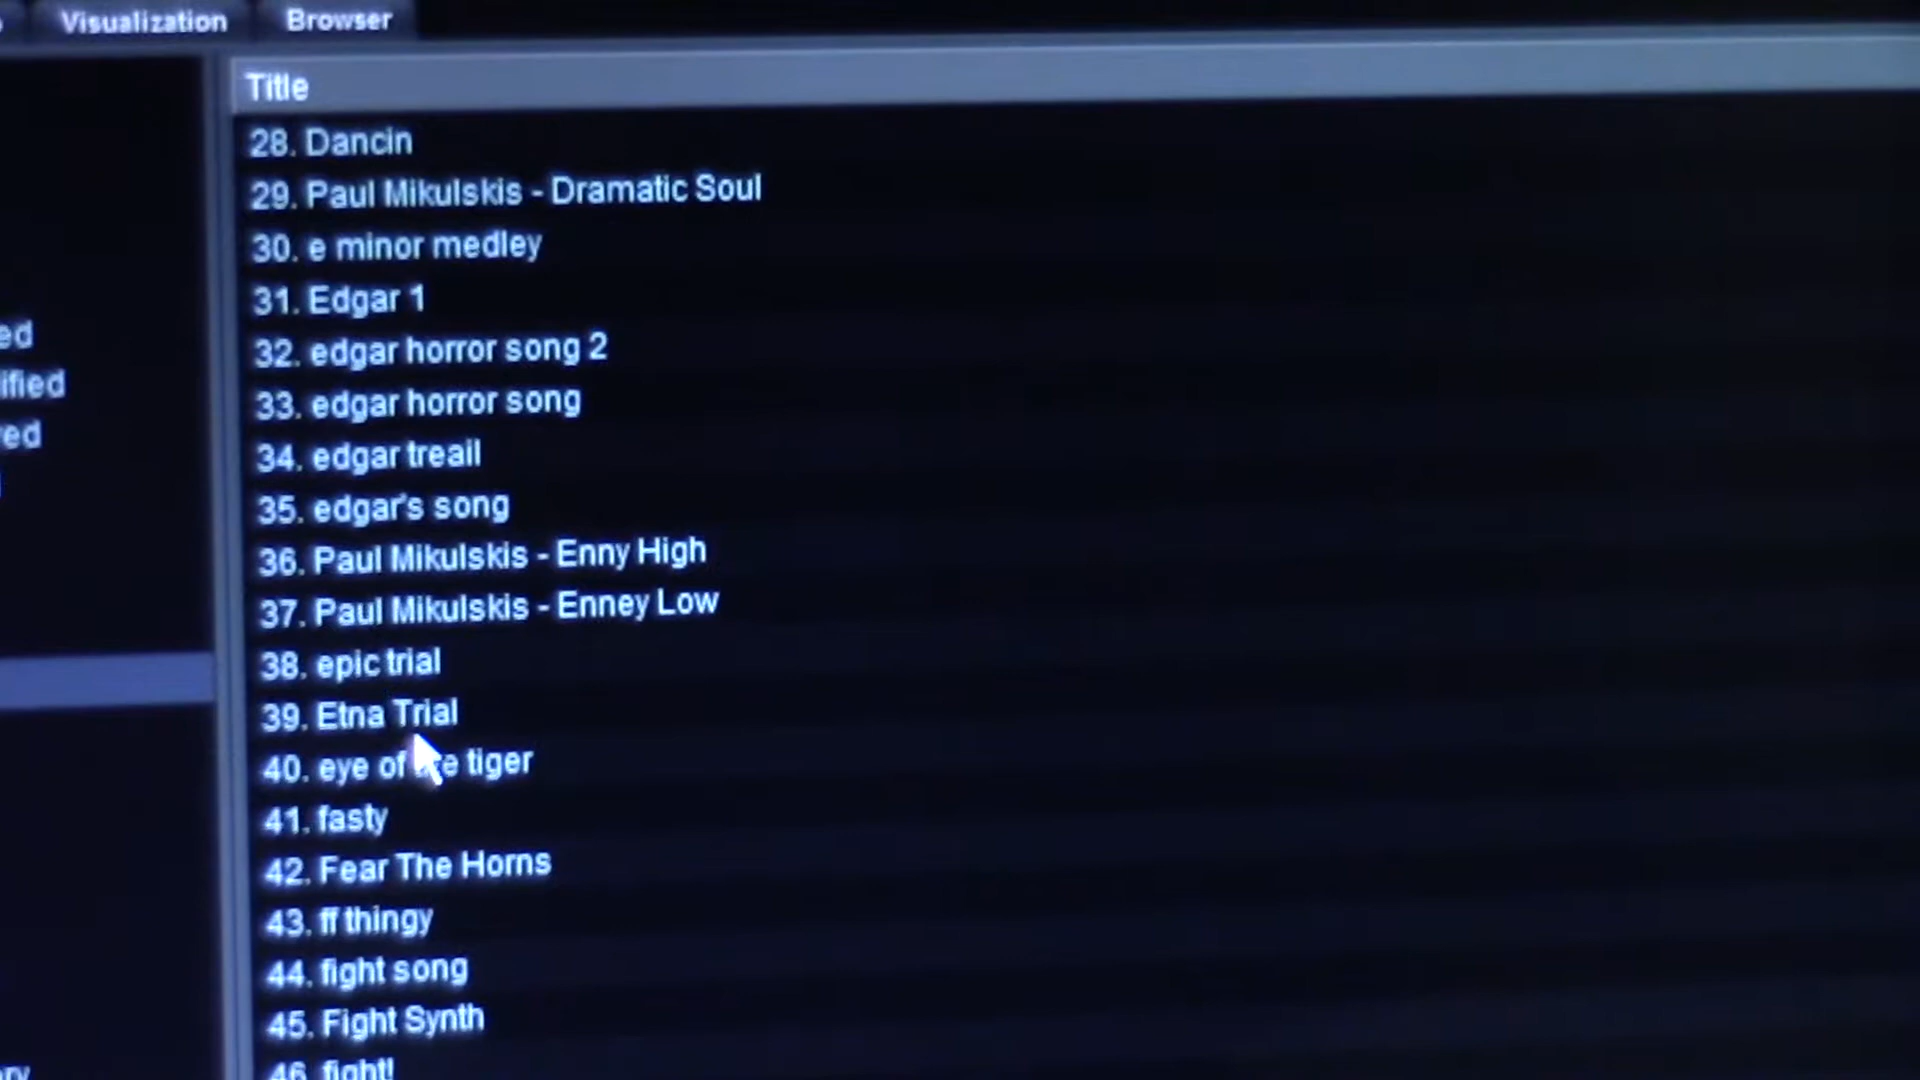 Visualization Browser
Title
28. Dancin
29. Paul Mikulskis - Dramatic Soul
30. e minor medley
31. Edgar 1
32. edgar horror song 2
33. edgar horror song
34. edgar treail
35. edgar's song
36. Paul Mikulskis - Enny High
37. Paul Mikulskis - Enney Low
38. epic trial
39. Etna Trial
40. eye of tiger
41. fasty
42. Fear The Horns
43. ff thingy
44. fight song
45. Fight Synth
46. fight!
ed
ified
red